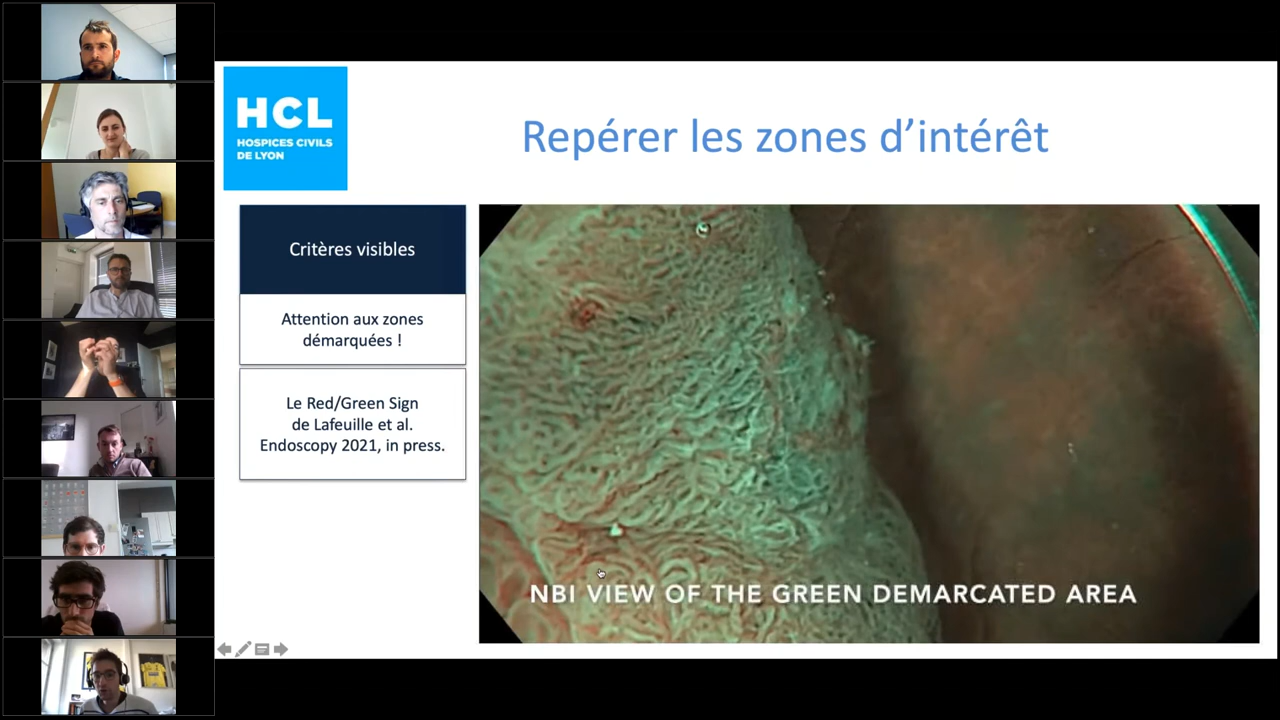 HCL
HOSPICES CIVILS
DE LYON
Repérer les zones d’intérêt
Critères visibles
Attention aux zones
démarquées !
Le Red/Green Sign
de Lafeuille et al.
Endoscopy 2021, in press.
NBI VIEW OF THE GREEN DEMARCATED AREA